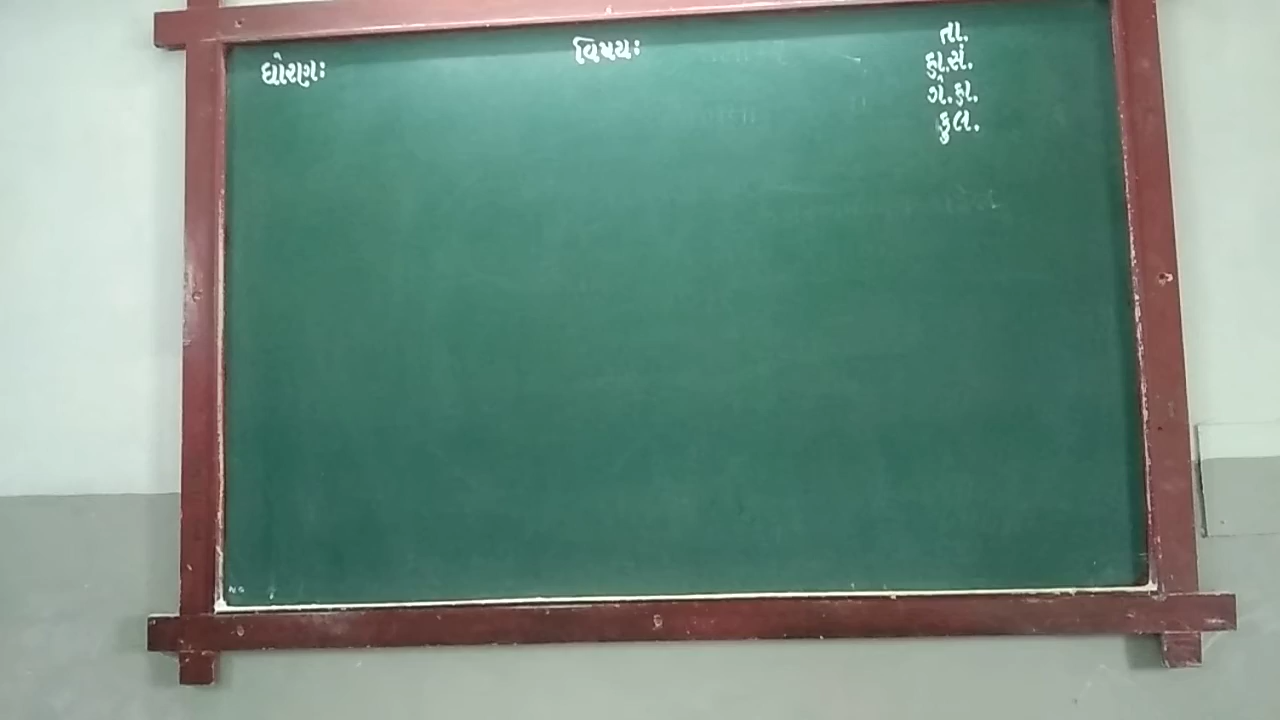 ધોરણઃ
વિષયઃ
તા.
હા.સં.
ગે.હા.
કુલ.